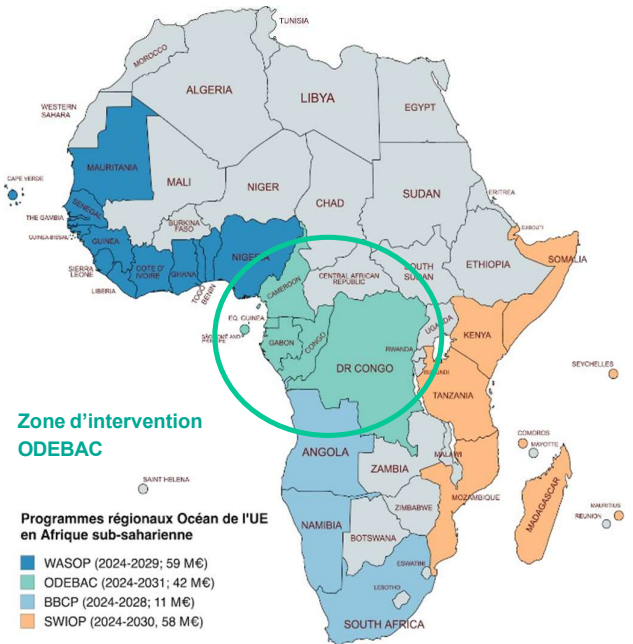 TUNISIA
MOROCCO
ALGERIA
LIBYA
EGYPT
WESTERN
SAHARA
MAURITANIA
MALI
NIGER
CHAD
SUDAN
ERITREA
CAPE VERDE
SENEGAL
THE GAMBIA
GUINEA-BISSAU
GUINEA
BURKINA
FASO
DJIBOUTI
SIERRA
LEONE
LIBERIA
COTE D'
IVOIRE
GHANA
TOGO
BENIN
NIGERIA
CAMEROON
CENTRAL AFRICAN
REPUBLIC
SOUTH
SUDAN
ETHIOPIA
SOMALIA
EQ. GUINEA
SÃO TOMÉ AND
GABON
CONGO
DR CONGO
UGANDA
KENYA
RWANDA
BURUNDI
TANZANIA
SEYCHELLES
Zone d'intervention
ODEBAC
ANGOLA
ZAMBIA
MALAWI
COMOROS
MAYOTTE
SAINT HELENA
MOZAMBIQUE
ZIMBABWE
MADAGASCAR
MAURITIUS
REUNION
NAMIBIA
BOTSWANA
ESWATINI
LESOTHO
SOUTH AFRICA
Programmes régionaux Océan de l'UE
en Afrique sub-saharienne
WASOP (2024-2029; 59 M€)
ODEBAC (2024-2031; 42 M€)
BBCP (2024-2028; 11 M€)
SWIOP (2024-2030, 58 M€)